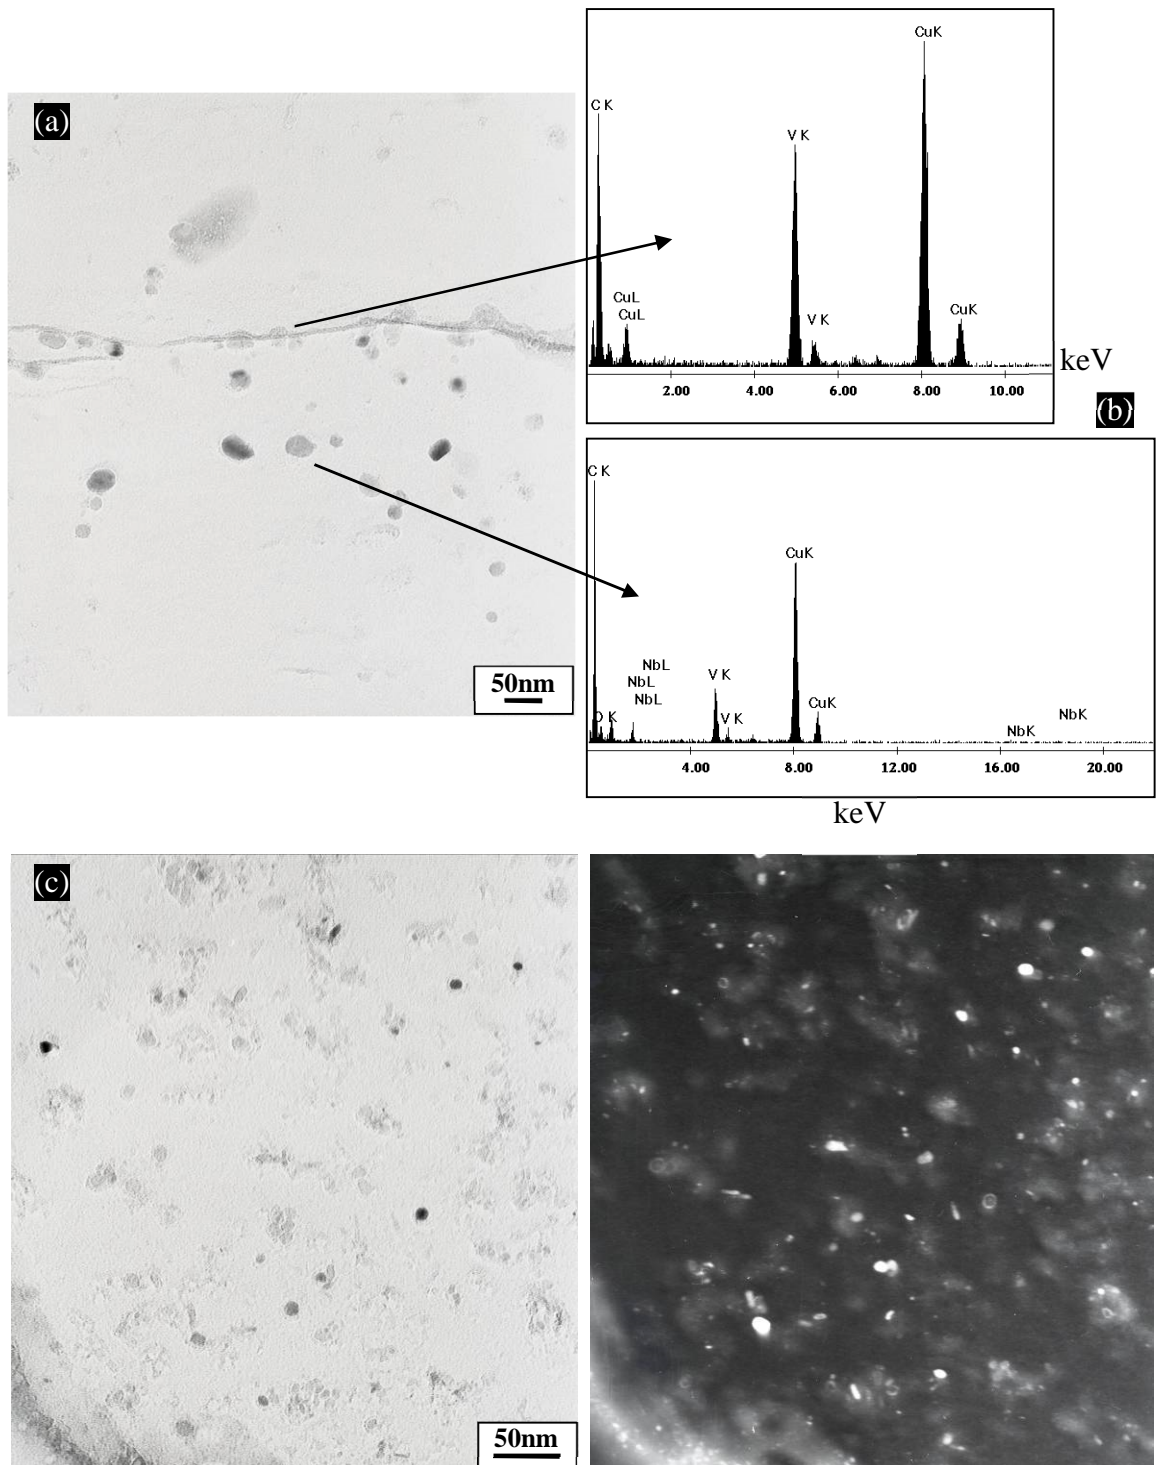 (a)
50nm
CuK
C K
V K
CuL
CuL
V K
CuK
2.00 4.00 6.00 8.00 10.00
keV
(b)
C K
CuK
NbL
NbL
NbL
V K
CuK
V K
O K
NbK
NbK
4.00 8.00 12.00 16.00 20.00
keV
(c)
50nm